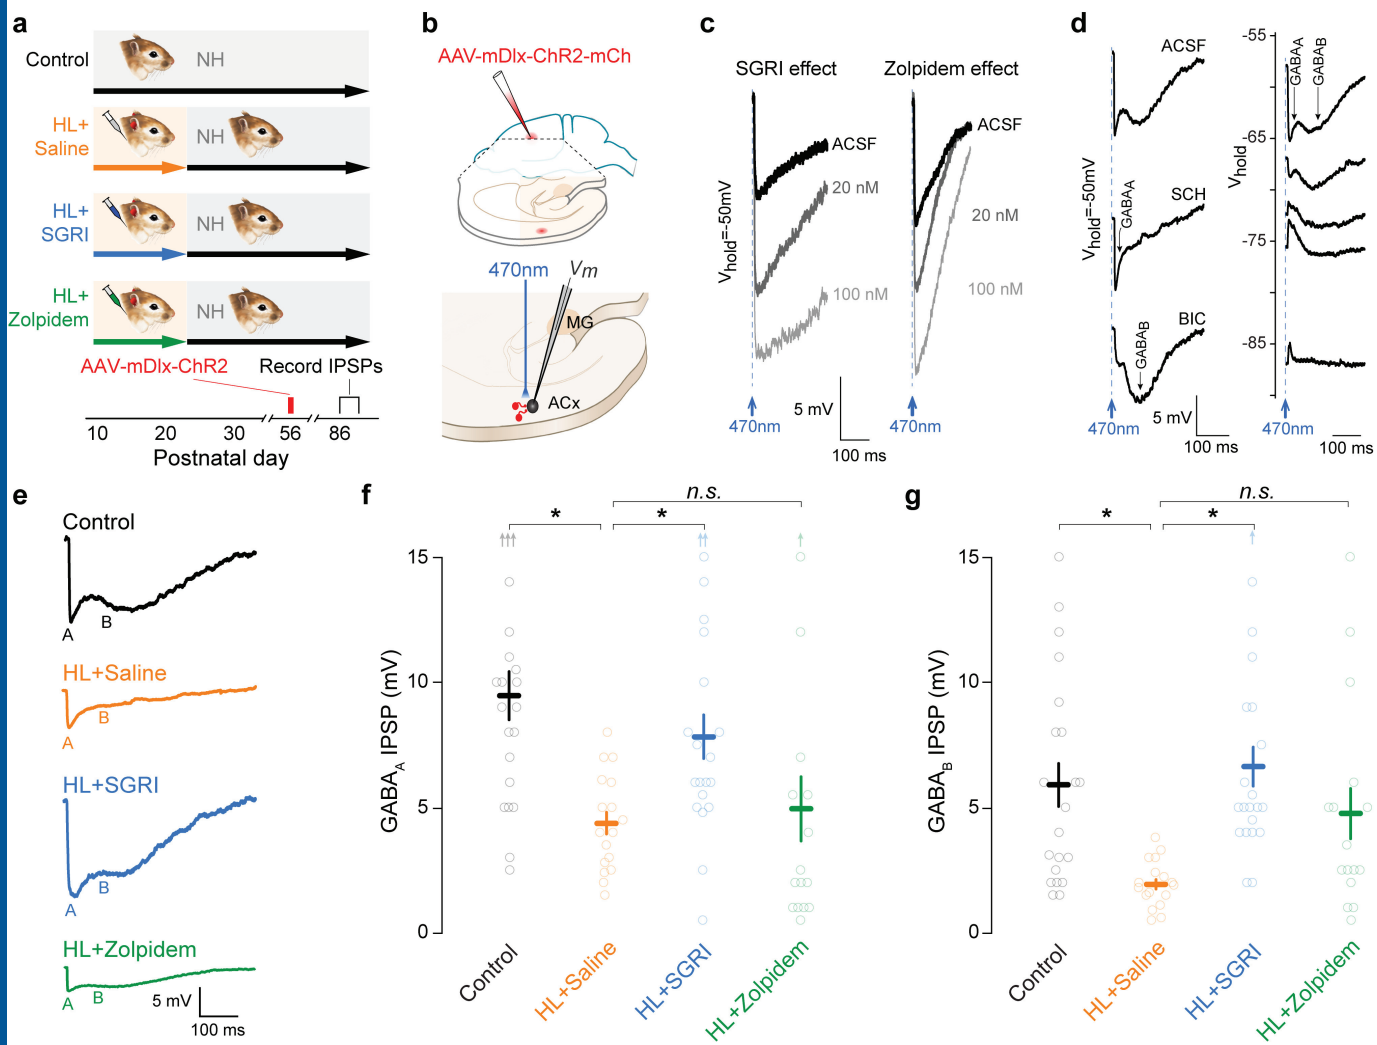 a
Control
NH
HL+
Saline
NH
HL+
SGRI
NH
HL+
Zolpidem
NH
AAV-mDlx-ChR2
Record IPSPs
10 20 30 56 86
Postnatal day
b
AAV-mDlx-ChR2-mCh
470nm
Vm
MG
ACx
c
SGRI effect
Zolpidem effect
Vhold=-50mV
ACSF
20 nM
100 nM
ACSF
20 nM
100 nM
470nm
470nm
5 mV
100 ms
d
Vhold=-50mV
ACSF
SCH
GABAA
BIC
GABAB
470nm
5 mV
100 ms
Vhold
-55
-65
-75
-85
GABAA
GABAB
470nm
100 ms
e
Control
A
B
HL+Saline
A
B
HL+SGRI
A
B
HL+Zolpidem
A
B
5 mV
100 ms
f
n.s.
*
*
GABAA IPSP (mV)
15
10
5
0
Control
HL+Saline
HL+SGRI
HL+Zolpidem
g
n.s.
*
*
GABAB IPSP (mV)
15
10
5
0
Control
HL+Saline
HL+SGRI
HL+Zolpidem